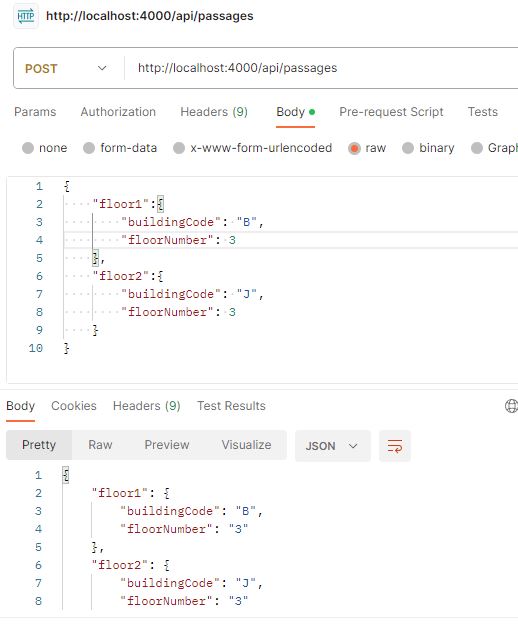 HTTP http://localhost:4000/api/passages
POST http://localhost:4000/api/passages
Params Authorization Headers (9) Body Pre-request Script Tests
none form-data x-www-form-urlencoded raw binary Graph
1 {
2 "floor1":{
3 "buildingCode": "B",
4 "floorNumber": 3
5 },
6 "floor2":{
7 "buildingCode": "J",
8 "floorNumber": 3
9 }
10 }
Body Cookies Headers (9) Test Results
Pretty Raw Preview Visualize JSON
1 {
2 "floor1": {
3 "buildingCode": "B",
4 "floorNumber": "3"
5 },
6 "floor2": {
7 "buildingCode": "J",
8 "floorNumber": "3"